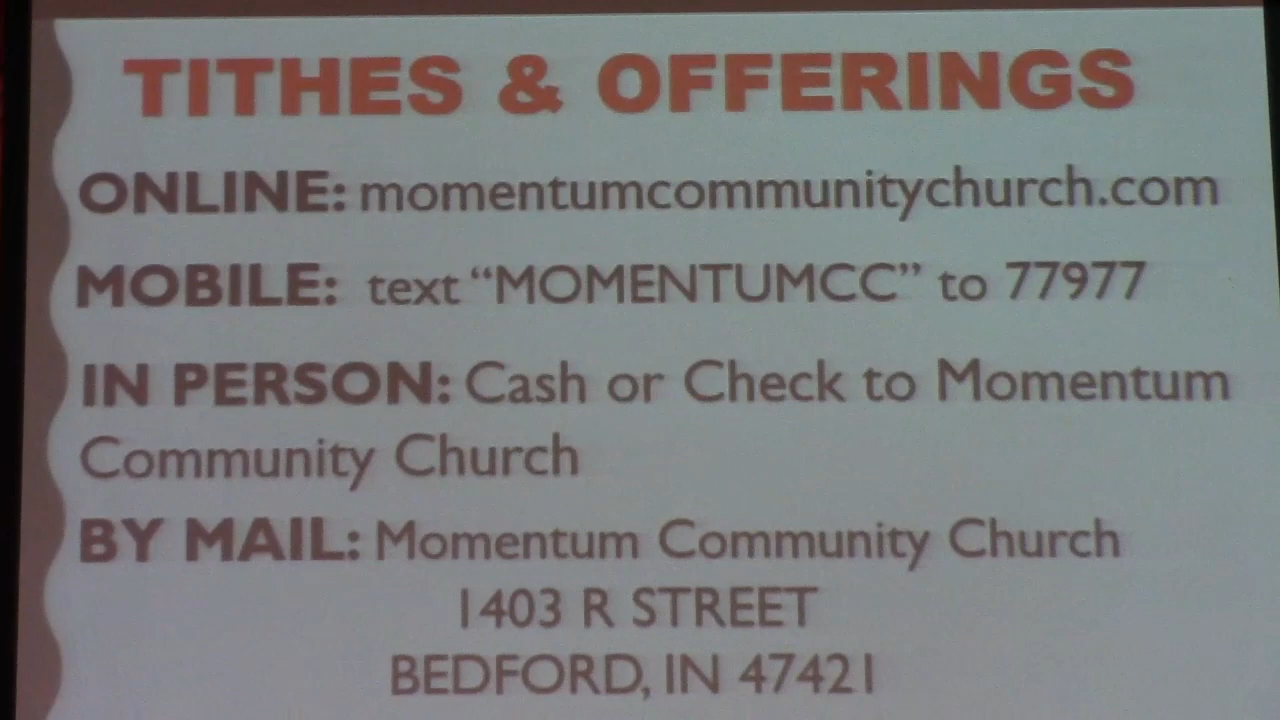 TITHES & OFFERINGS
ONLINE: momentumcommunitychurch.com
MOBILE: text “MOMENTUMCC” to 77977
IN PERSON: Cash or Check to Momentum
Community Church
BY MAIL: Momentum Community Church
1403 R STREET
BEDFORD, IN 47421